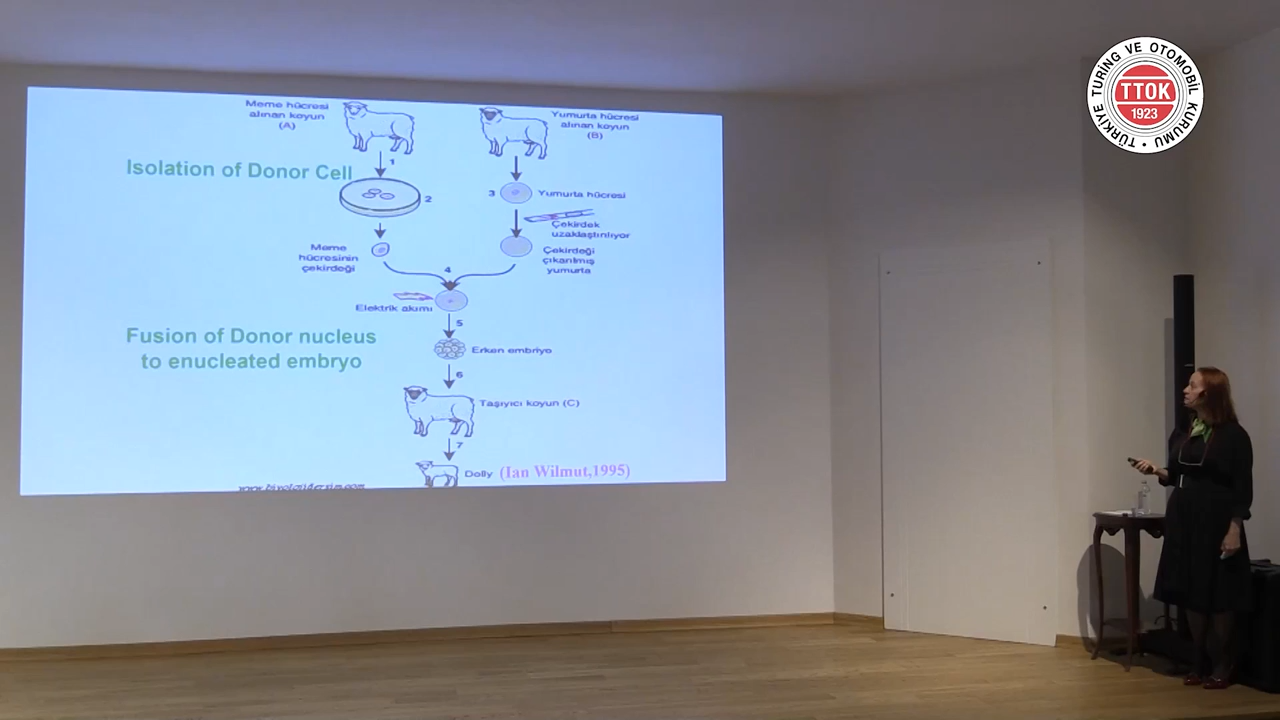 Meme hücresi
alınan koyun
(A)
Yumurta hücresi
alınan koyun
(B)
1
Isolation of Donor Cell
2
3
Yumurta hücresi
Çekirdek
uzaklaştırılıyor
Meme
hücresinin
çekirdeği
Çekirdeği
çıkarılmış
yumurta
4
Elektrik akımı
5
Fusion of Donor nucleus
to enucleated embryo
Erken embriyo
6
Taşıyıcı koyun (C)
7
Dolly (Ian Wilmut,1995)
TÜRKİYE TURİNG VE OTOMOBİL KURUMU
TTOK
1923